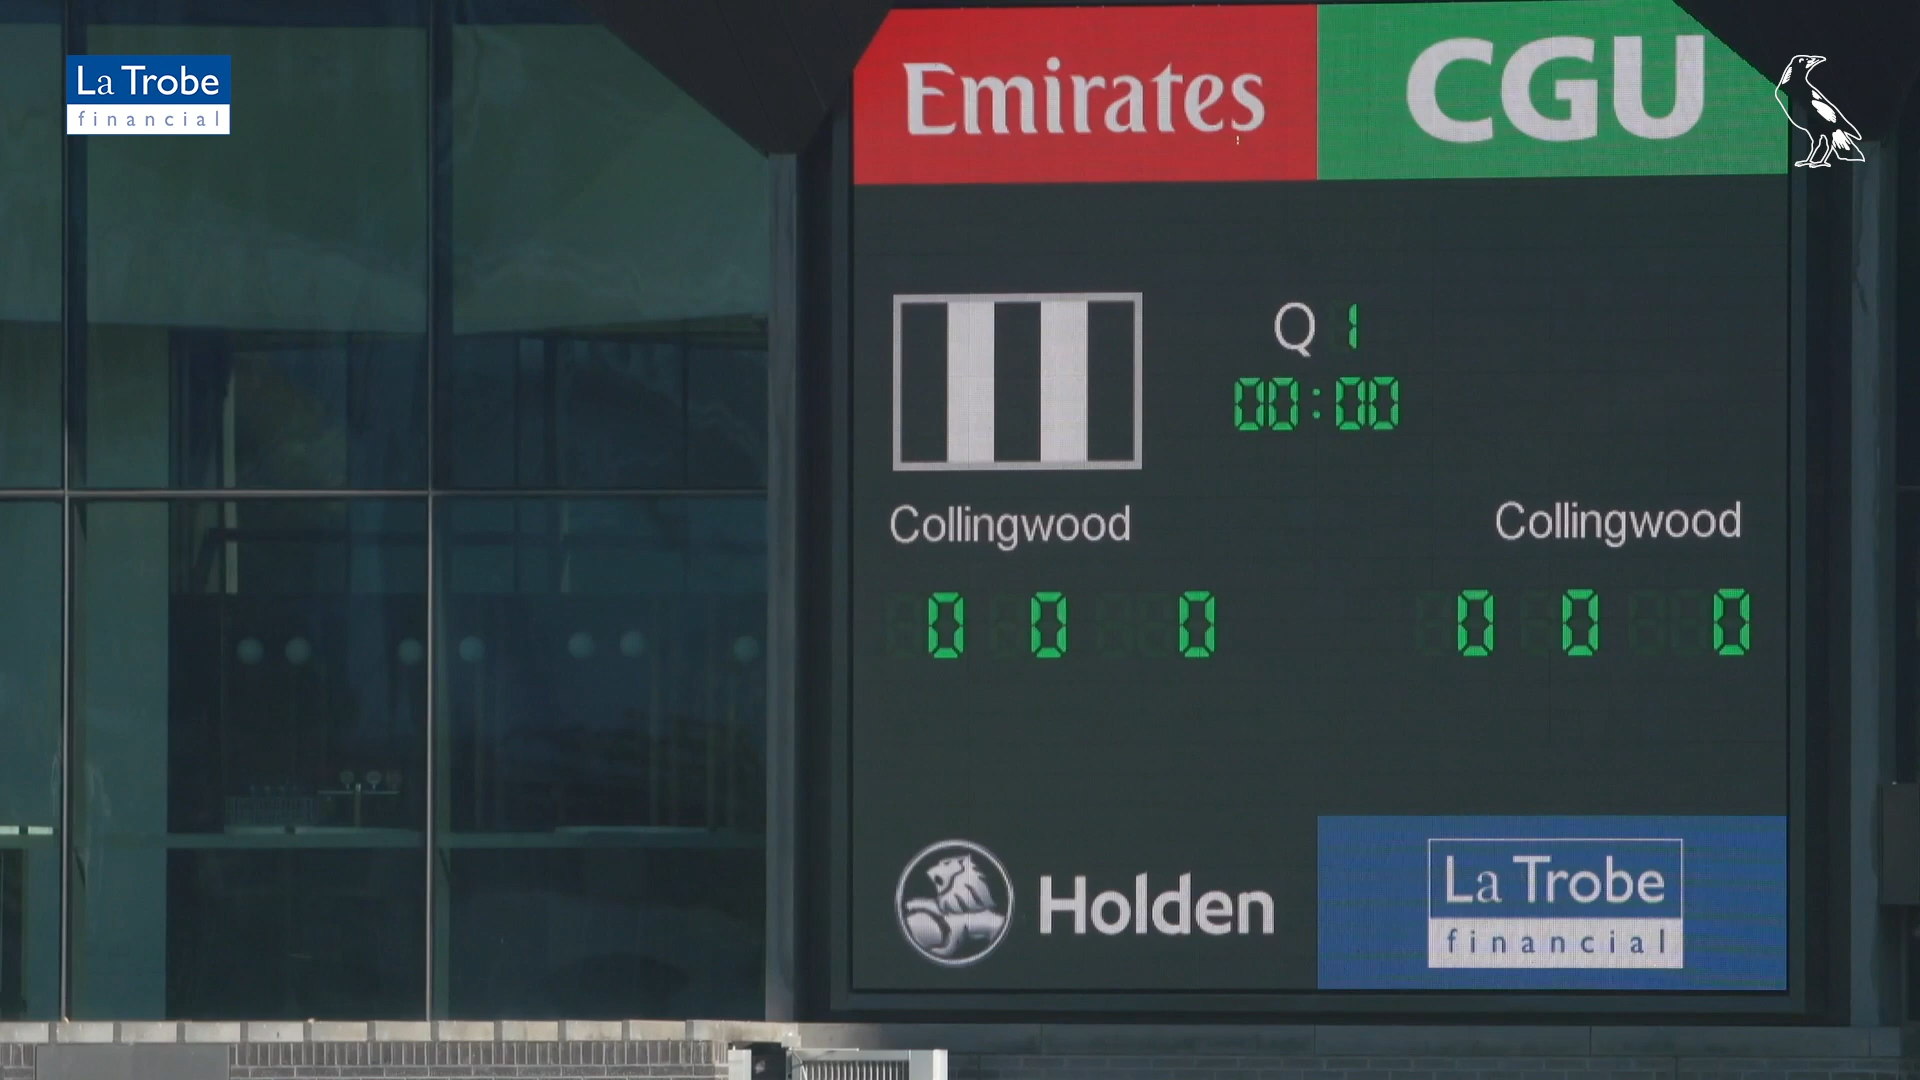 La Trobe
financial
Emirates
CGU
Q 1
00:00
Collingwood
Collingwood
0 0 0
0 0 0
Holden
La Trobe
financial